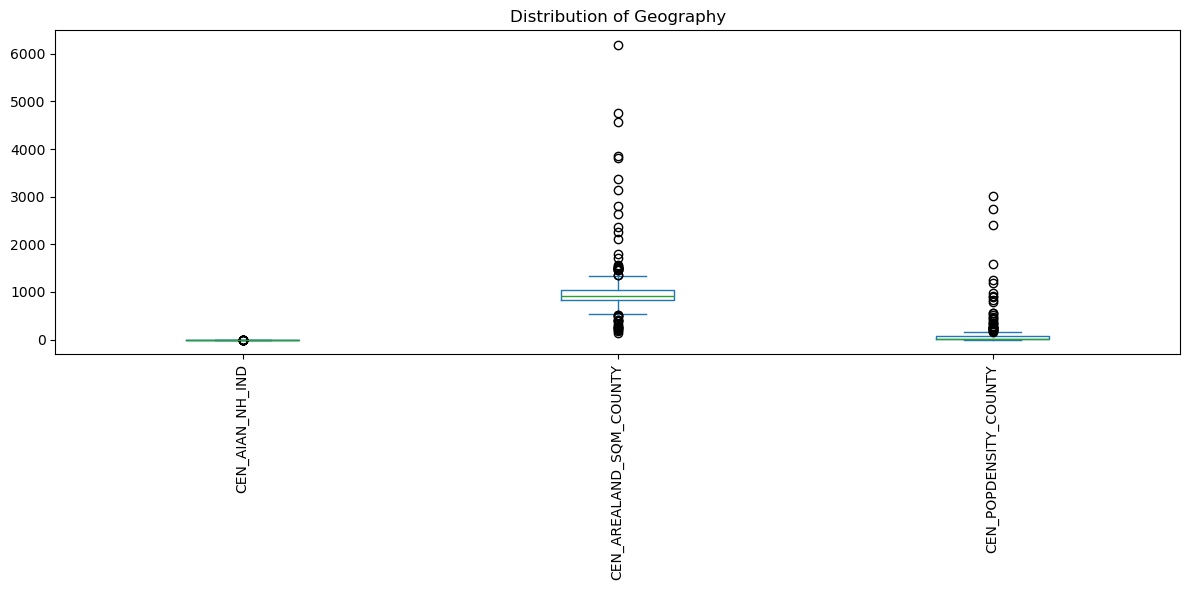 Distribution of Geography
6000
5000
4000
3000
2000
1000
0
CEN_AIAN_NH_IND
CEN_AREALAND_SQM_COUNTY
CEN_POPDENSITY_COUNTY